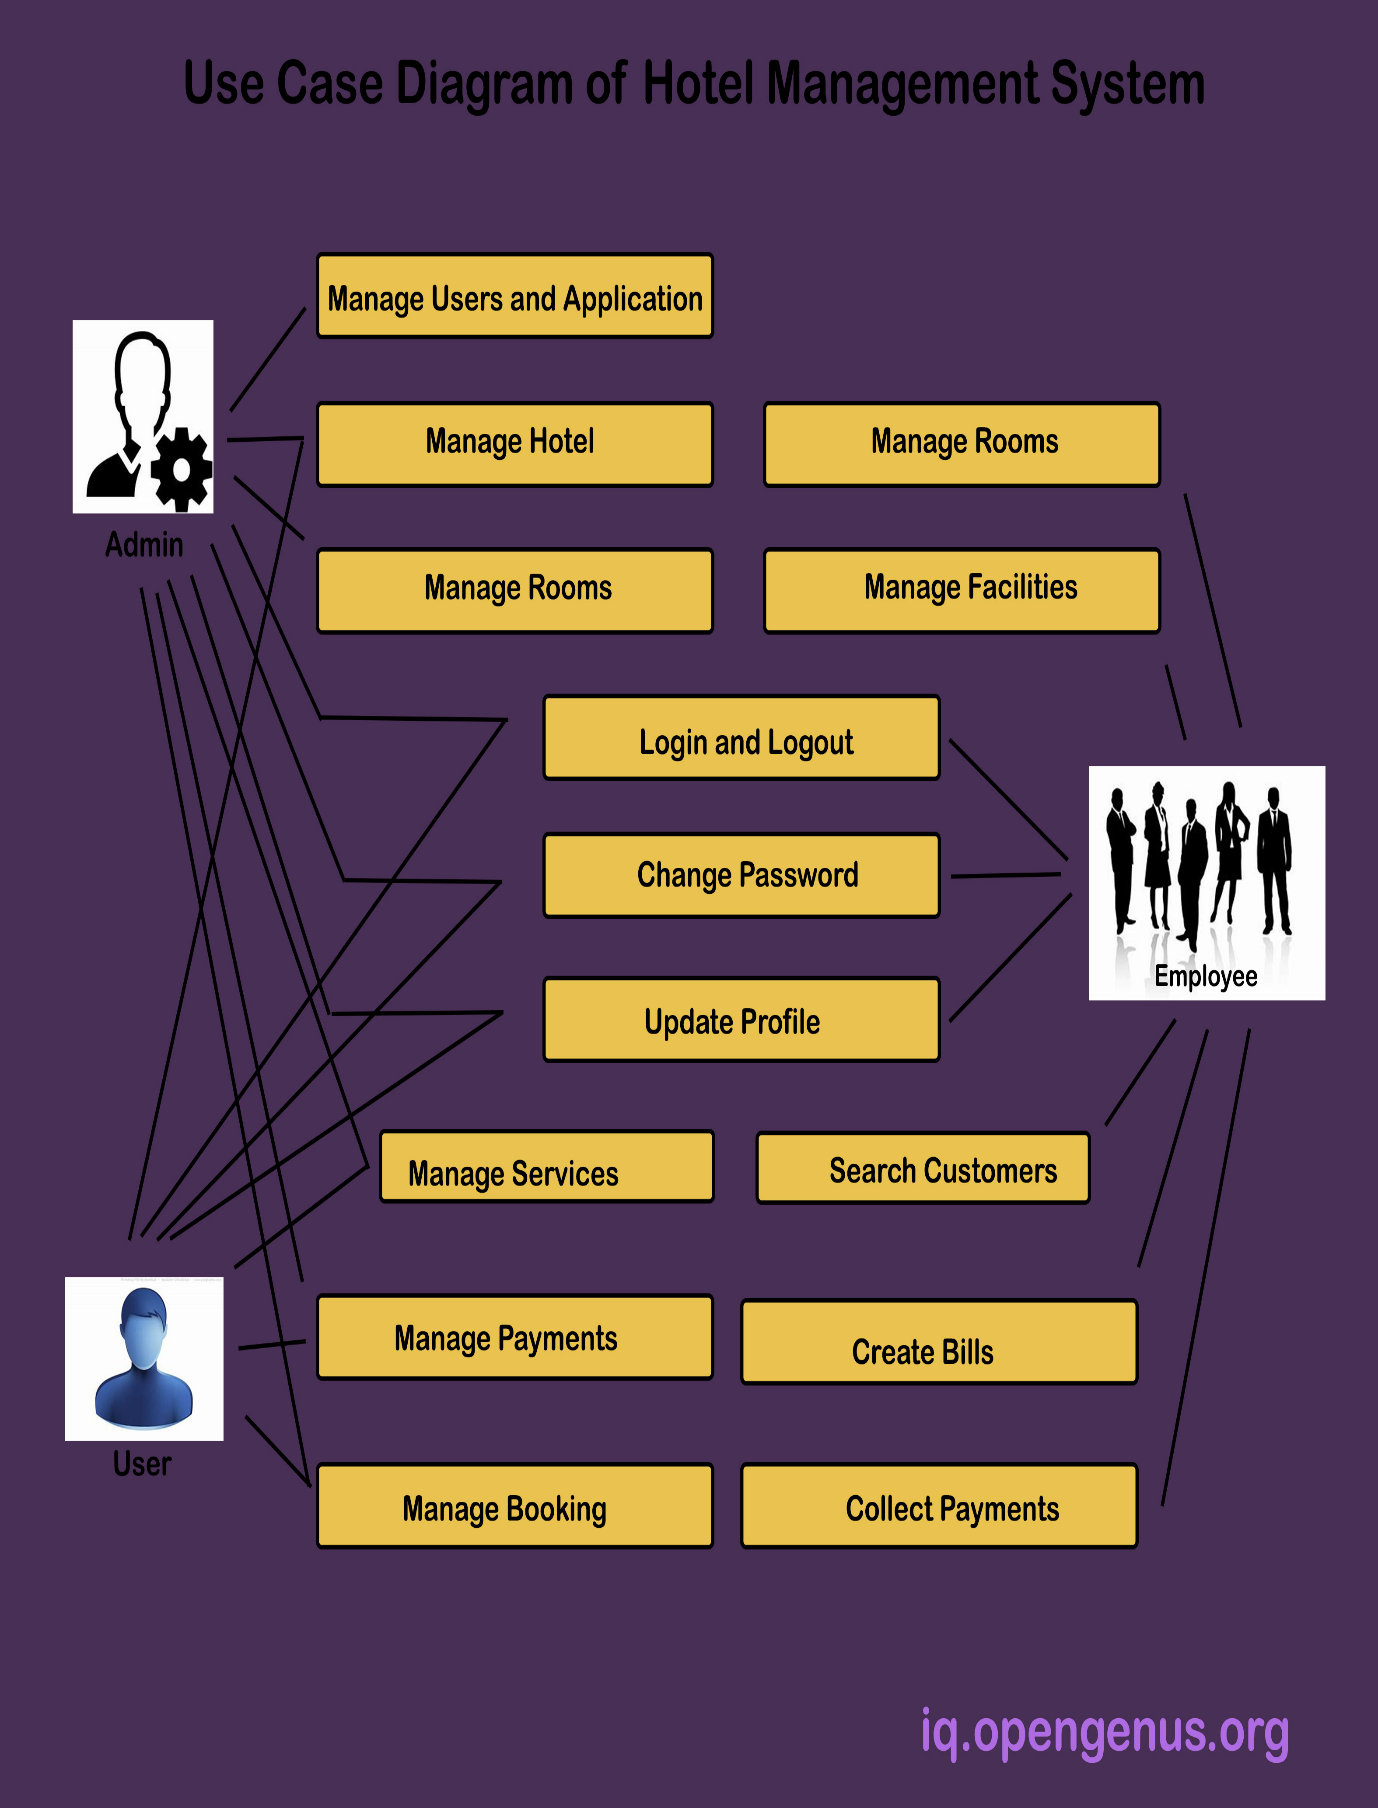 Use Case Diagram of Hotel Management System
Manage Users and Application
Manage Hotel
Manage Rooms
Admin
Manage Rooms
Manage Facilities
Login and Logout
Change Password
Employee
Update Profile
Manage Services
Search Customers
Manage Payments
Create Bills
User
Manage Booking
Collect Payments
iq.opengenus.org